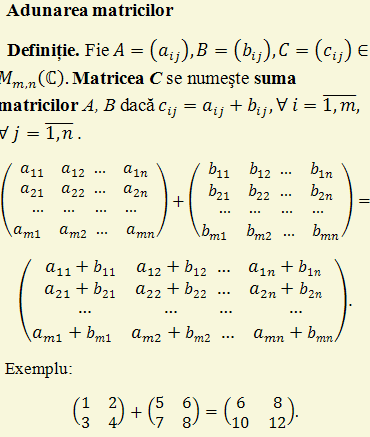 Adunarea matricilor
Definiție. Fie A = (aᵢⱼ), B = (bᵢⱼ), C = (cᵢⱼ) ∈
Mₘ,ₙ(ℂ). Matricea C se numește suma
matricilor A, B dacă cᵢⱼ = aᵢⱼ + bᵢⱼ, ∀ i = \overline{1, m},
∀ j = \overline{1, n} .
(a₁₁ a₁₂ ... a₁ₙ) (b₁₁ b₁₂ ... b₁ₙ)
(a₂₁ a₂₂ ... a₂ₙ) + (b₂₁ b₂₂ ... b₂ₙ) =
(... ... ... ...) (... ... ... ...)
(aₘ₁ aₘ₂ ... aₘₙ) (bₘ₁ bₘ₂ ... bₘₙ)
(a₁₁ + b₁₁ a₁₂ + b₁₂ ... a₁ₙ + b₁ₙ)
(a₂₁ + b₂₁ a₂₂ + b₂₂ ... a₂ₙ + b₂ₙ)
(... ... ... ...).
(aₘ₁ + bₘ₁ aₘ₂ + bₘ₂ ... aₘₙ + bₘₙ)
Exemplu:
(1 2) + (5 6) = (6 8).
(3 4) (7 8) (10 12)